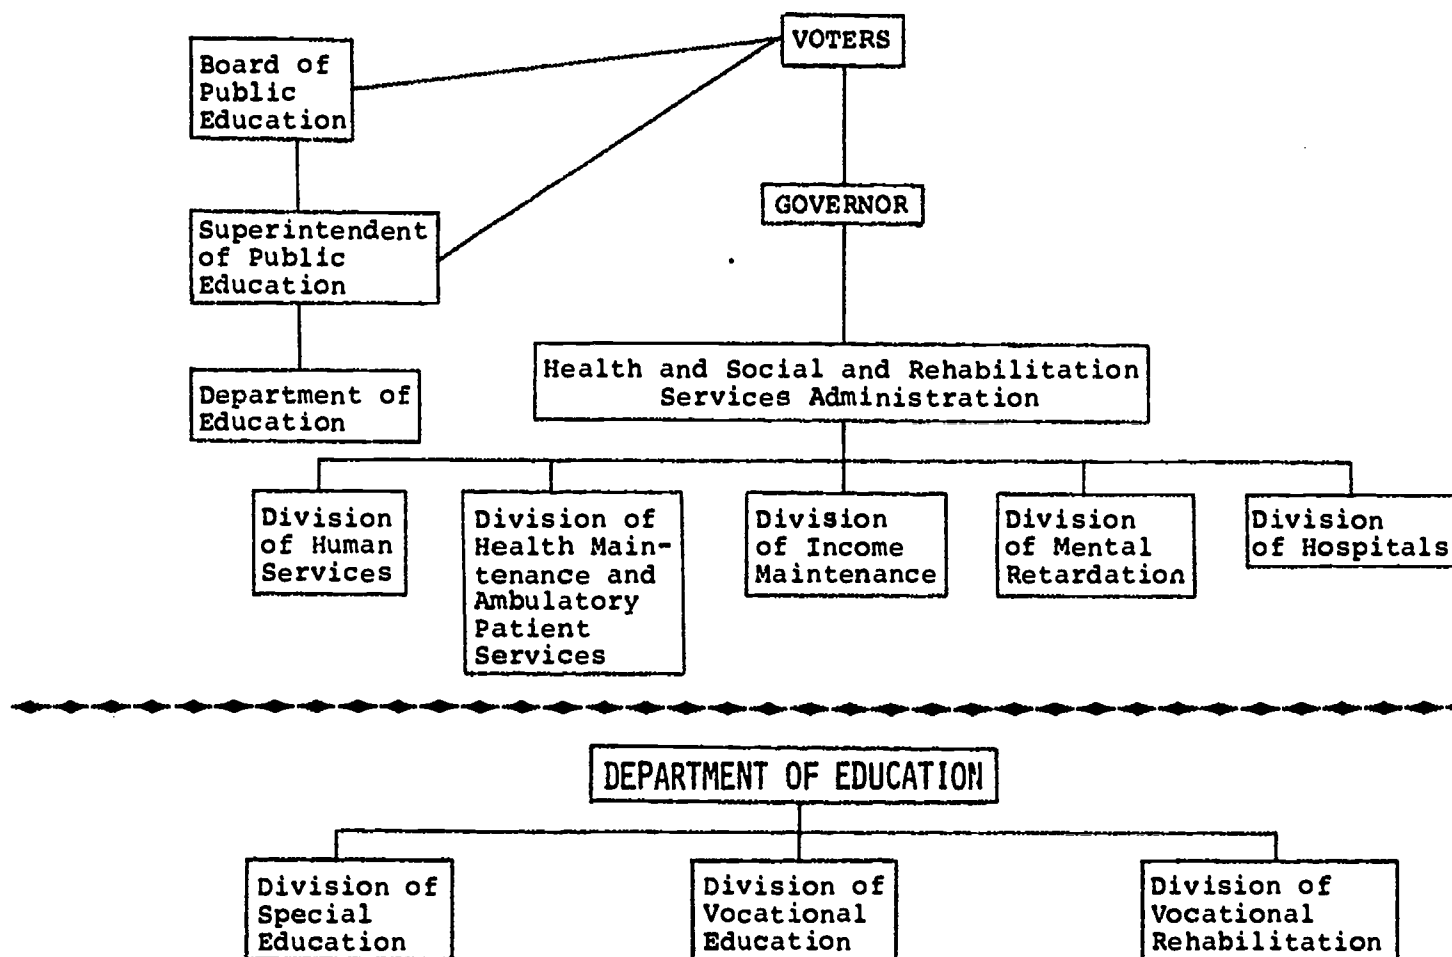 VOTERS
Board of
Public
Education
GOVERNOR
Superintendent
of Public
Education
Health and Social and Rehabilitation
Services Administration
Department of
Education
Division
of Human
Services
Division of
Health Main-
tenance and
Ambulatory
Patient
Services
Division
of Income
Maintenance
Division
of Mental
Retardation
Division
of Hospitals
DEPARTMENT OF EDUCATION
Division of
Special
Education
Division of
Vocational
Education
Division of
Vocational
Rehabilitation